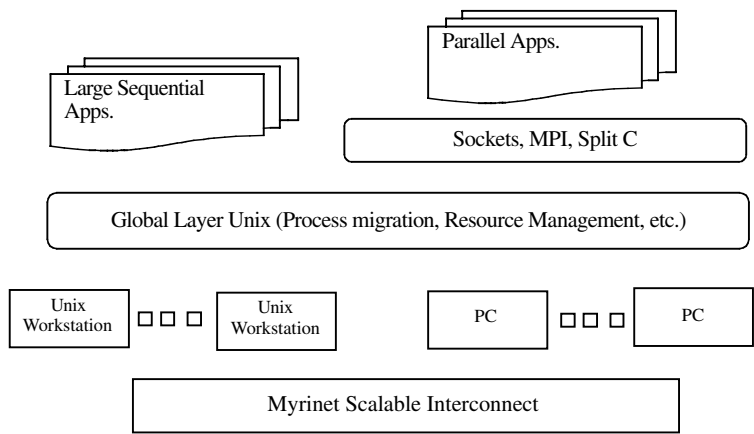 Parallel Apps.
Large Sequential
Apps.
Sockets, MPI, Split C
Global Layer Unix (Process migration, Resource Management, etc.)
Unix
Workstation
Unix
Workstation
PC
PC
Myrinet Scalable Interconnect